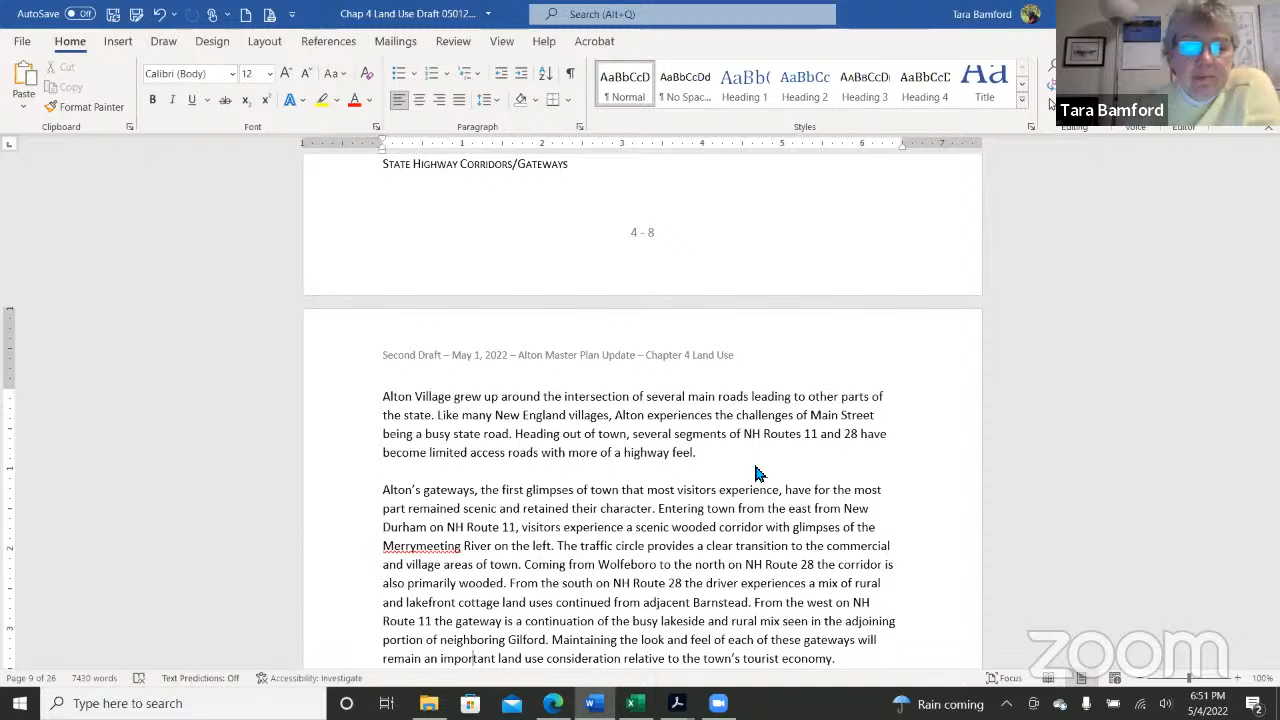 Chap 4 Land Use Draft 05012...
Search (Alt+Q)
Tara Bamford
File Home Insert Draw Design Layout References Mailings Review View Help Acrobat
Paste
Cut
Copy
Format Painter
Clipboard
Calibri (Body) 12
Font
Paragraph
AaBbCcD AaBbCcDd AaBbC AaBbCc AaBbCcD AaBbCcD Aa
¶ Normal ¶ No Spac... Heading 1 Heading 2 Heading 3 Heading 4 Title
Styles
Editing Voice Editor
Tara Bamford
STATE HIGHWAY CORRIDORS/GATEWAYS
4 - 8
Second Draft – May 1, 2022 – Alton Master Plan Update – Chapter 4 Land Use
Alton Village grew up around the intersection of several main roads leading to other parts of
the state. Like many New England villages, Alton experiences the challenges of Main Street
being a busy state road. Heading out of town, several segments of NH Routes 11 and 28 have
become limited access roads with more of a highway feel.
Alton's gateways, the first glimpses of town that most visitors experience, have for the most
part remained scenic and retained their character. Entering town from the east from New
Durham on NH Route 11, visitors experience a scenic wooded corridor with glimpses of the
Merrymeeting River on the left. The traffic circle provides a clear transition to the commercial
and village areas of town. Coming from Wolfeboro to the north on NH Route 28 the corridor is
also primarily wooded. From the south on NH Route 28 the driver experiences a mix of rural
and lakefront cottage land uses continued from adjacent Barnstead. From the west on NH
Route 11 the gateway is a continuation of the busy lakeside and rural mix seen in the adjoining
portion of neighboring Gilford. Maintaining the look and feel of each of these gateways will
remain an important land use consideration relative to the town's tourist economy.
zoom
Page 9 of 26 7430 words Text Predictions: Off Accessibility: Investigate Focus 100%
Type here to search
Rain coming
6:51 PM
5/4/2022
2